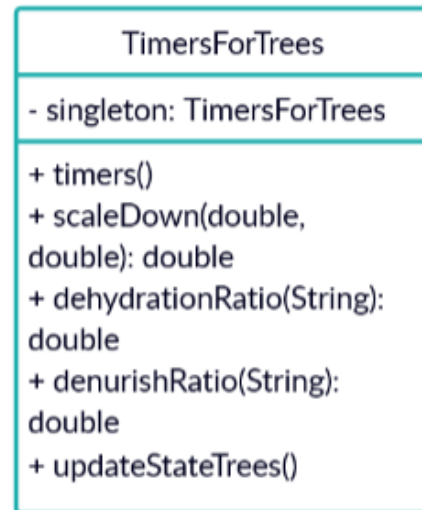 TimersForTrees
- singleton: TimersForTrees
+ timers()
+ scaleDown(double,
double): double
+ dehydrationRatio(String):
double
+ denurishRatio(String):
double
+ updateStateTrees()